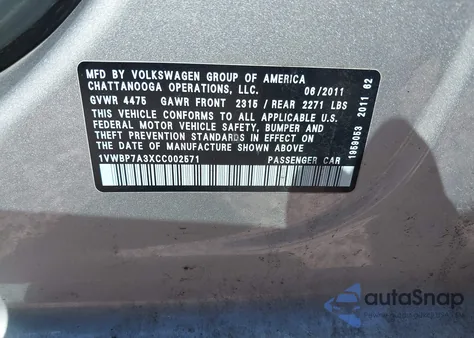 MFD BY VOLKSWAGEN GROUP OF AMERICA
CHATTANOOGA OPERATIONS, LLC. 06/2011
GVWR 4475 GAWR FRONT 2315 / REAR 2271 LBS
THIS VEHICLE CONFORMS TO ALL APPLICABLE U.S.
FEDERAL MOTOR VEHICLE SAFETY, BUMPER AND
THEFT PREVENTION STANDARDS IN EFFECT ON
THE DATE OF MANUFACTURE SHOWN ABOVE
1VWBP7A3XCC002571 PASSENGER CAR
1959053 2011 62
autoSnap